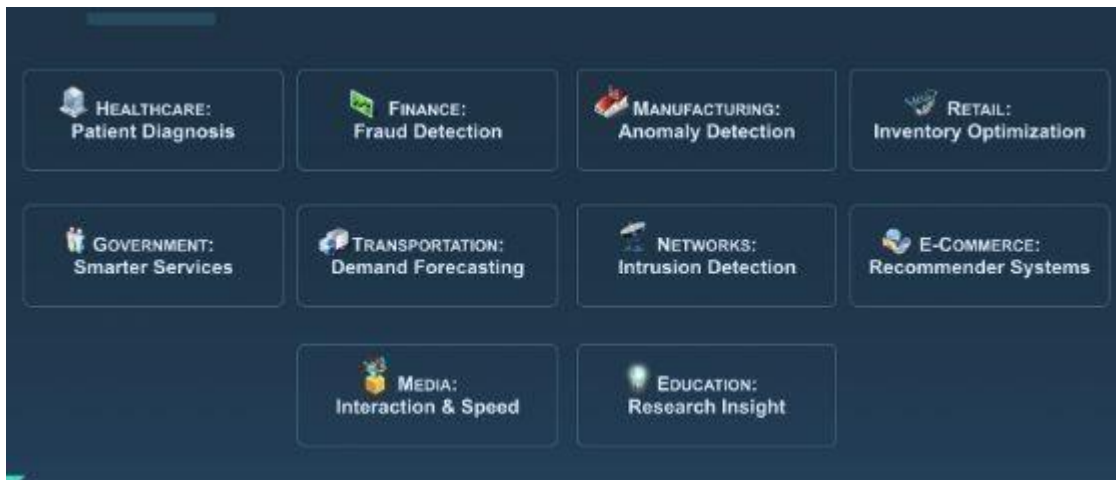 HEALTHCARE:
Patient Diagnosis
FINANCE:
Fraud Detection
MANUFACTURING:
Anomaly Detection
RETAIL:
Inventory Optimization
GOVERNMENT:
Smarter Services
TRANSPORTATION:
Demand Forecasting
NETWORKS:
Intrusion Detection
E-COMMERCE:
Recommender Systems
MEDIA:
Interaction & Speed
EDUCATION:
Research Insight